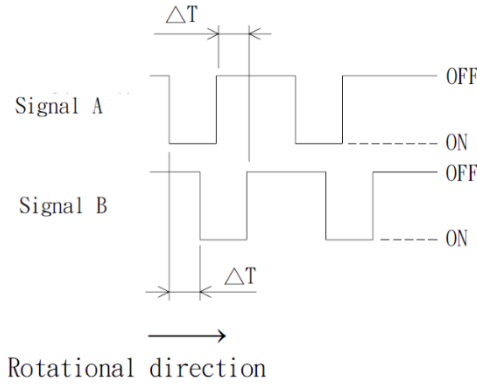 △T
OFF
Signal A
ON
OFF
Signal B
ON
△T
Rotational direction